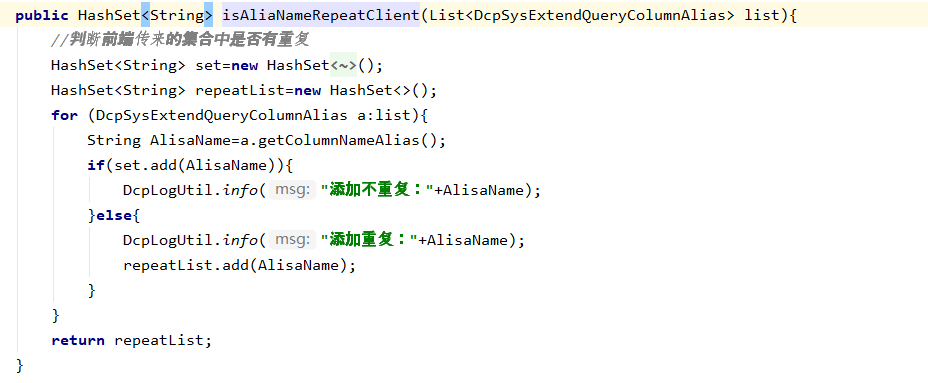 public HashSet<String> isAliaNameRepeatClient(List<DcpSysExtendQueryColumnAlias> list){
//判断前端传来的集合中是否有重复
HashSet<String> set=new HashSet<~>();
HashSet<String> repeatList=new HashSet<>();
for (DcpSysExtendQueryColumnAlias a:list){
String AlisaName=a.getColumnNameAlias();
if(set.add(AlisaName)){
DcpLogUtil.info( msg: "添加不重复："+AlisaName);
}else{
DcpLogUtil.info( msg: "添加重复："+AlisaName);
repeatList.add(AlisaName);
}
}
return repeatList;
}